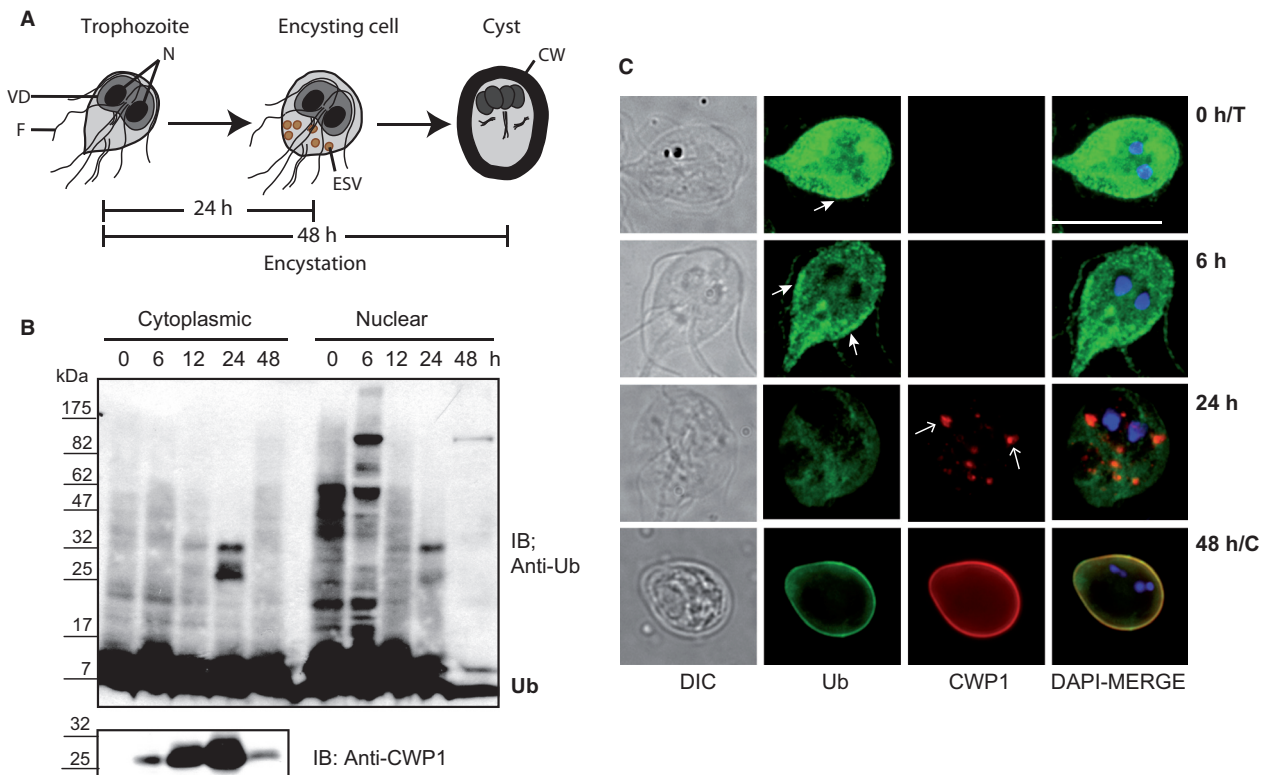 A
Trophozoite
Encysting cell
Cyst
N
CW
VD
F
ESV
24 h
48 h
Encystation
B
Cytoplasmic
Nuclear
0 6 12 24 48 0 6 12 24 48 h
kDa
175
82
62
47
32
25
17
7
IB;
Anti-Ub
Ub
32
25
IB: Anti-CWP1
C
0 h/T
6 h
24 h
48 h/C
DIC Ub CWP1 DAPI-MERGE